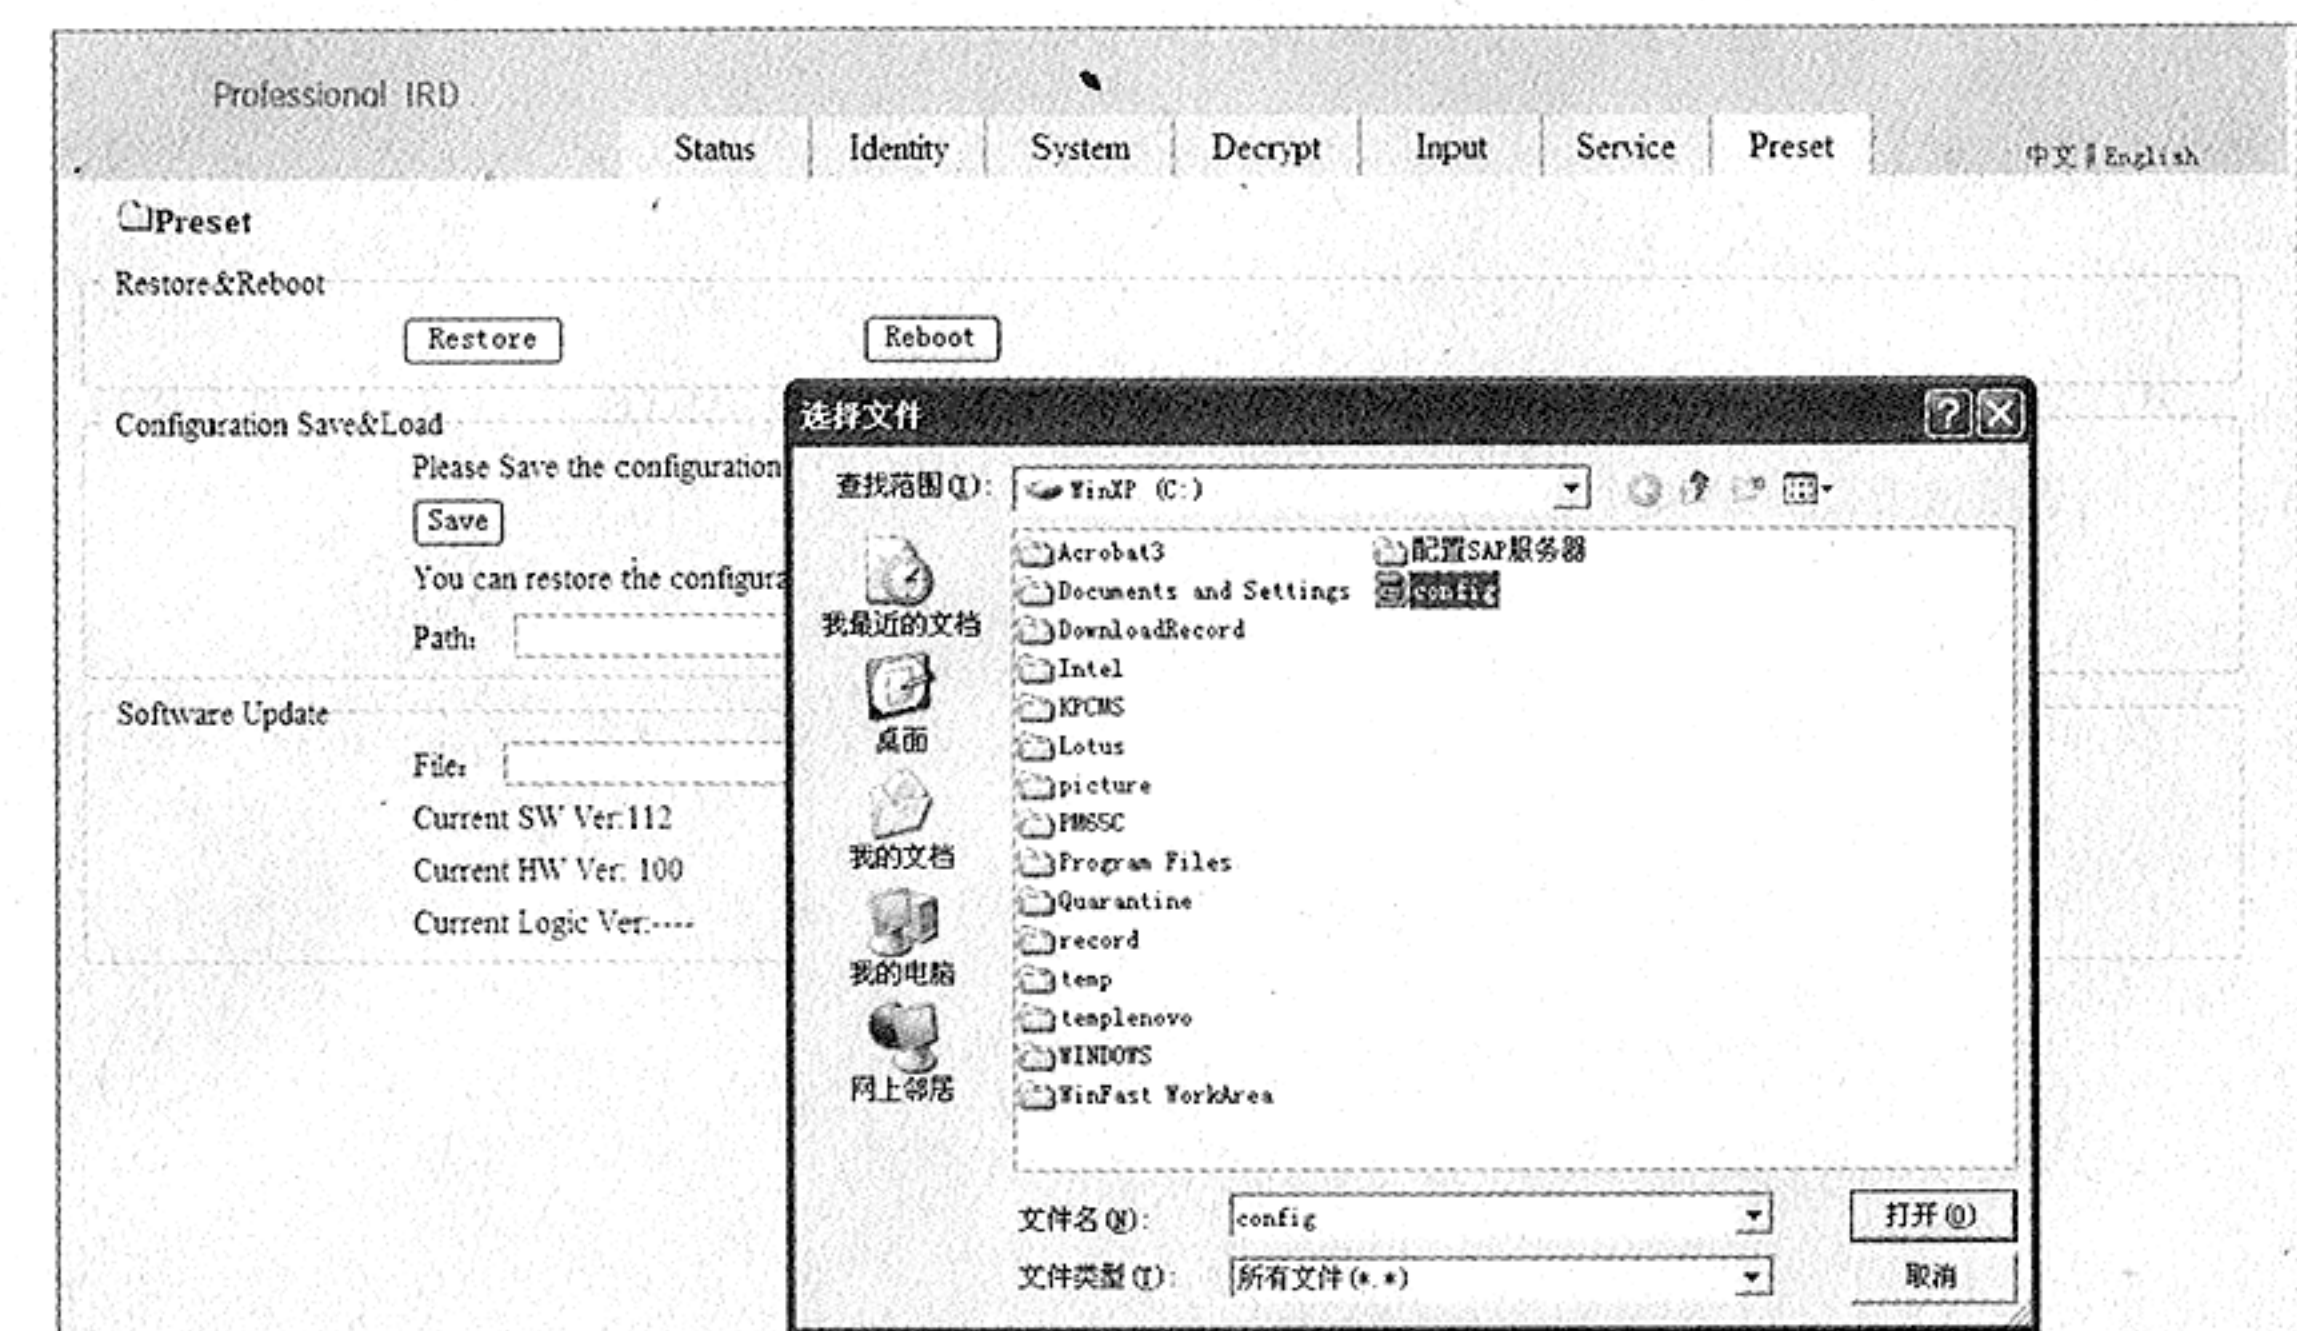 Professional IRD
Status Identity System Decrypt Input Service Preset 中文 English
Preset
Restore&Reboot
Restore Reboot
Configuration Save&Load
Please Save the configuration
Save
You can restore the configura
Path:
Software Update
File:
Current SW Ver:112
Current HW Ver: 100
Current Logic Ver:----
选择文件
查找范围(I):
WinXP (C:)
我最近的文档
桌面
我的文档
我的电脑
网上邻居
Acrobat3
Documents and Settings
DownloadRecord
Intel
KPCMS
Lotus
picture
PM65C
Program Files
Quarantine
record
temp
templenovo
WINDOWS
WinFast WorkArea
配置SAP服务器
config
文件名(N): config 打开(O)
文件类型(T): 所有文件(*.*) 取消